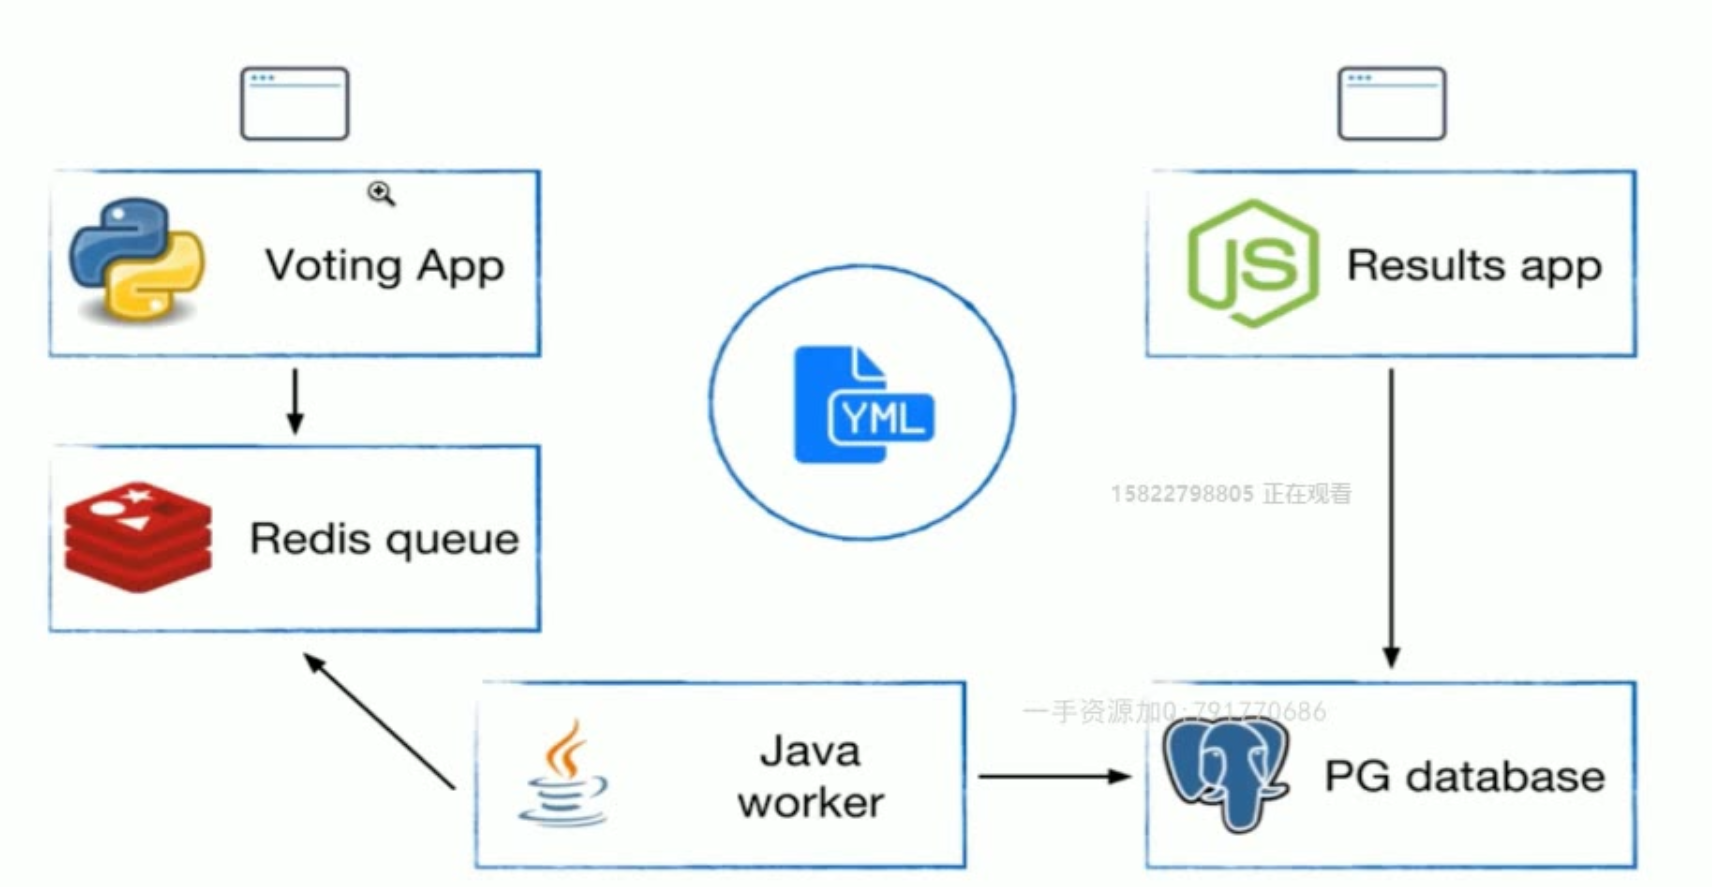 Voting App
JS
Results app
YML
Redis queue
15822798805 正在观看
一手资源加Q:791770686
Java
worker
PG database